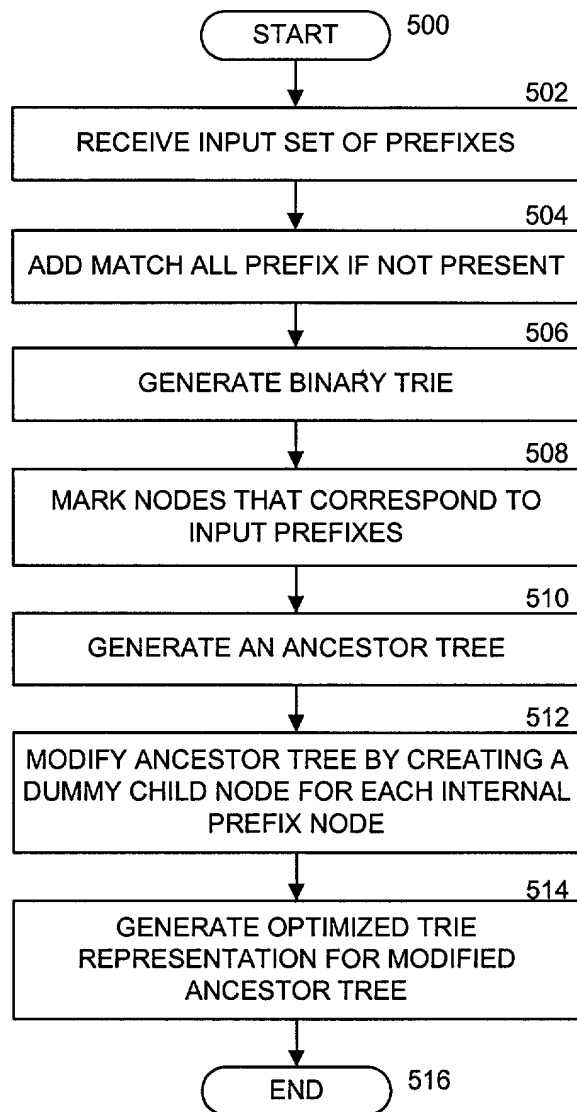 START
500
502
RECEIVE INPUT SET OF PREFIXES
504
ADD MATCH ALL PREFIX IF NOT PRESENT
506
GENERATE BINARY TRIE
508
MARK NODES THAT CORRESPOND TO
INPUT PREFIXES
510
GENERATE AN ANCESTOR TREE
512
MODIFY ANCESTOR TREE BY CREATING A
DUMMY CHILD NODE FOR EACH INTERNAL
PREFIX NODE
514
GENERATE OPTIMIZED TRIE
REPRESENTATION FOR MODIFIED
ANCESTOR TREE
END
516